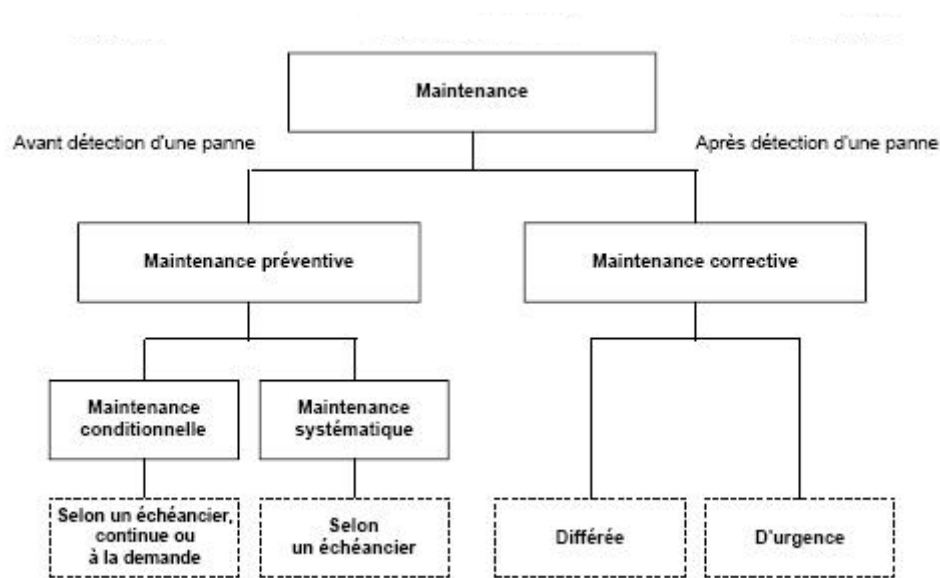 Maintenance
Avant détection d'une panne
Après détection d'une panne
Maintenance préventive
Maintenance corrective
Maintenance
conditionnelle
Maintenance
systématique
Selon un échéancier,
continue ou
à la demande
Selon
un échéancier
Différée
D'urgence